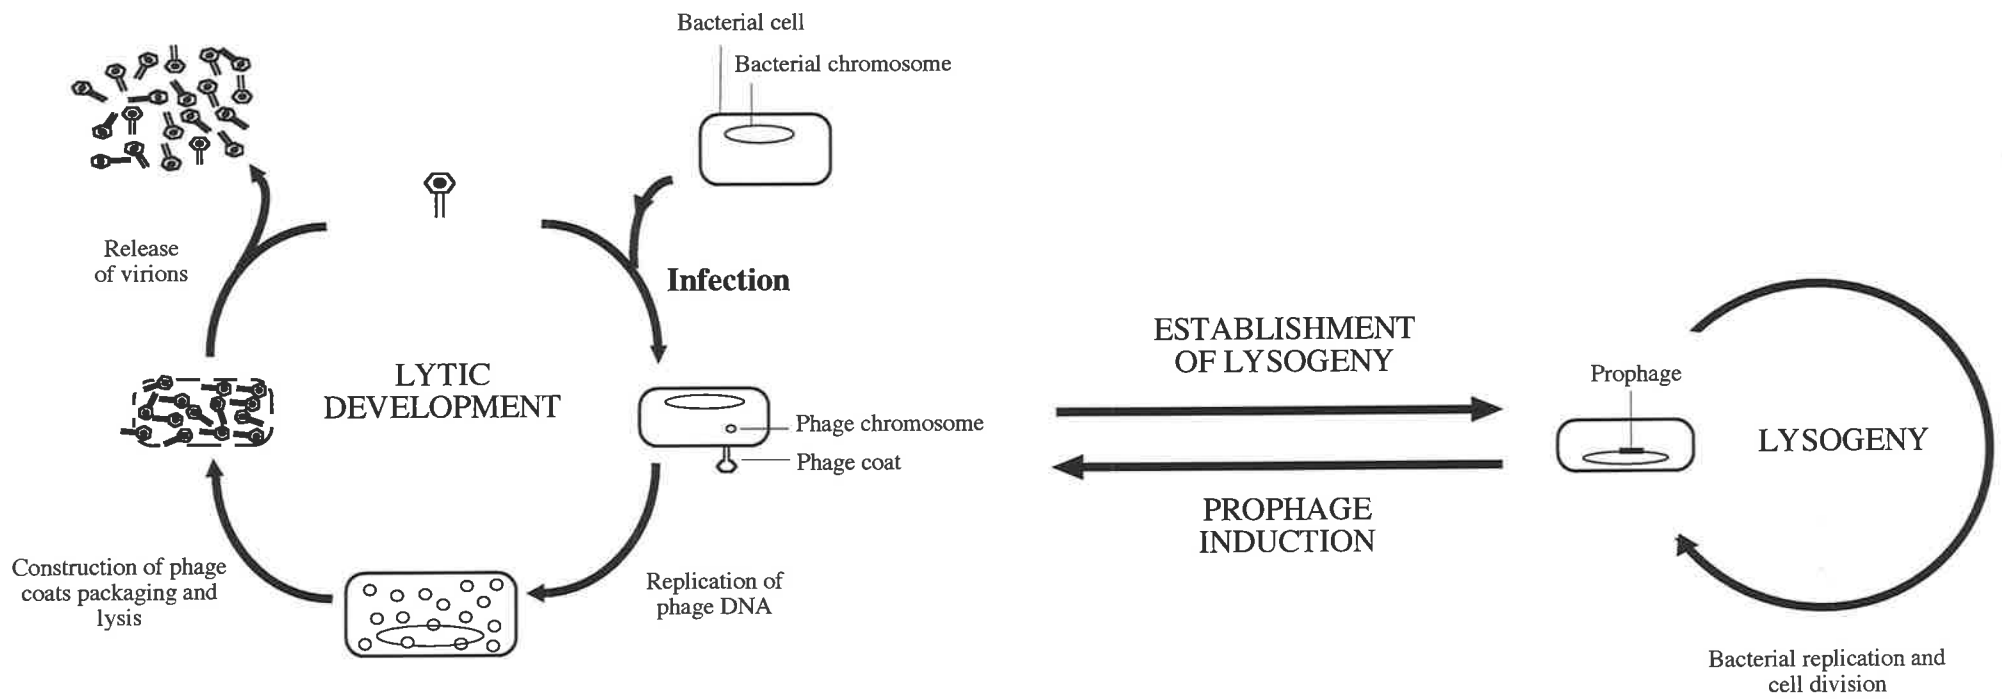 Bacterial cell
Bacterial chromosome
Release
of virions
Infection
LYTIC
DEVELOPMENT
ESTABLISHMENT
OF LYSOGENY
Prophage
Phage chromosome
Phage coat
LYSOGENY
PROPHAGE
INDUCTION
Construction of phage
coats packaging and
lysis
Replication of
phage DNA
Bacterial replication and
cell division